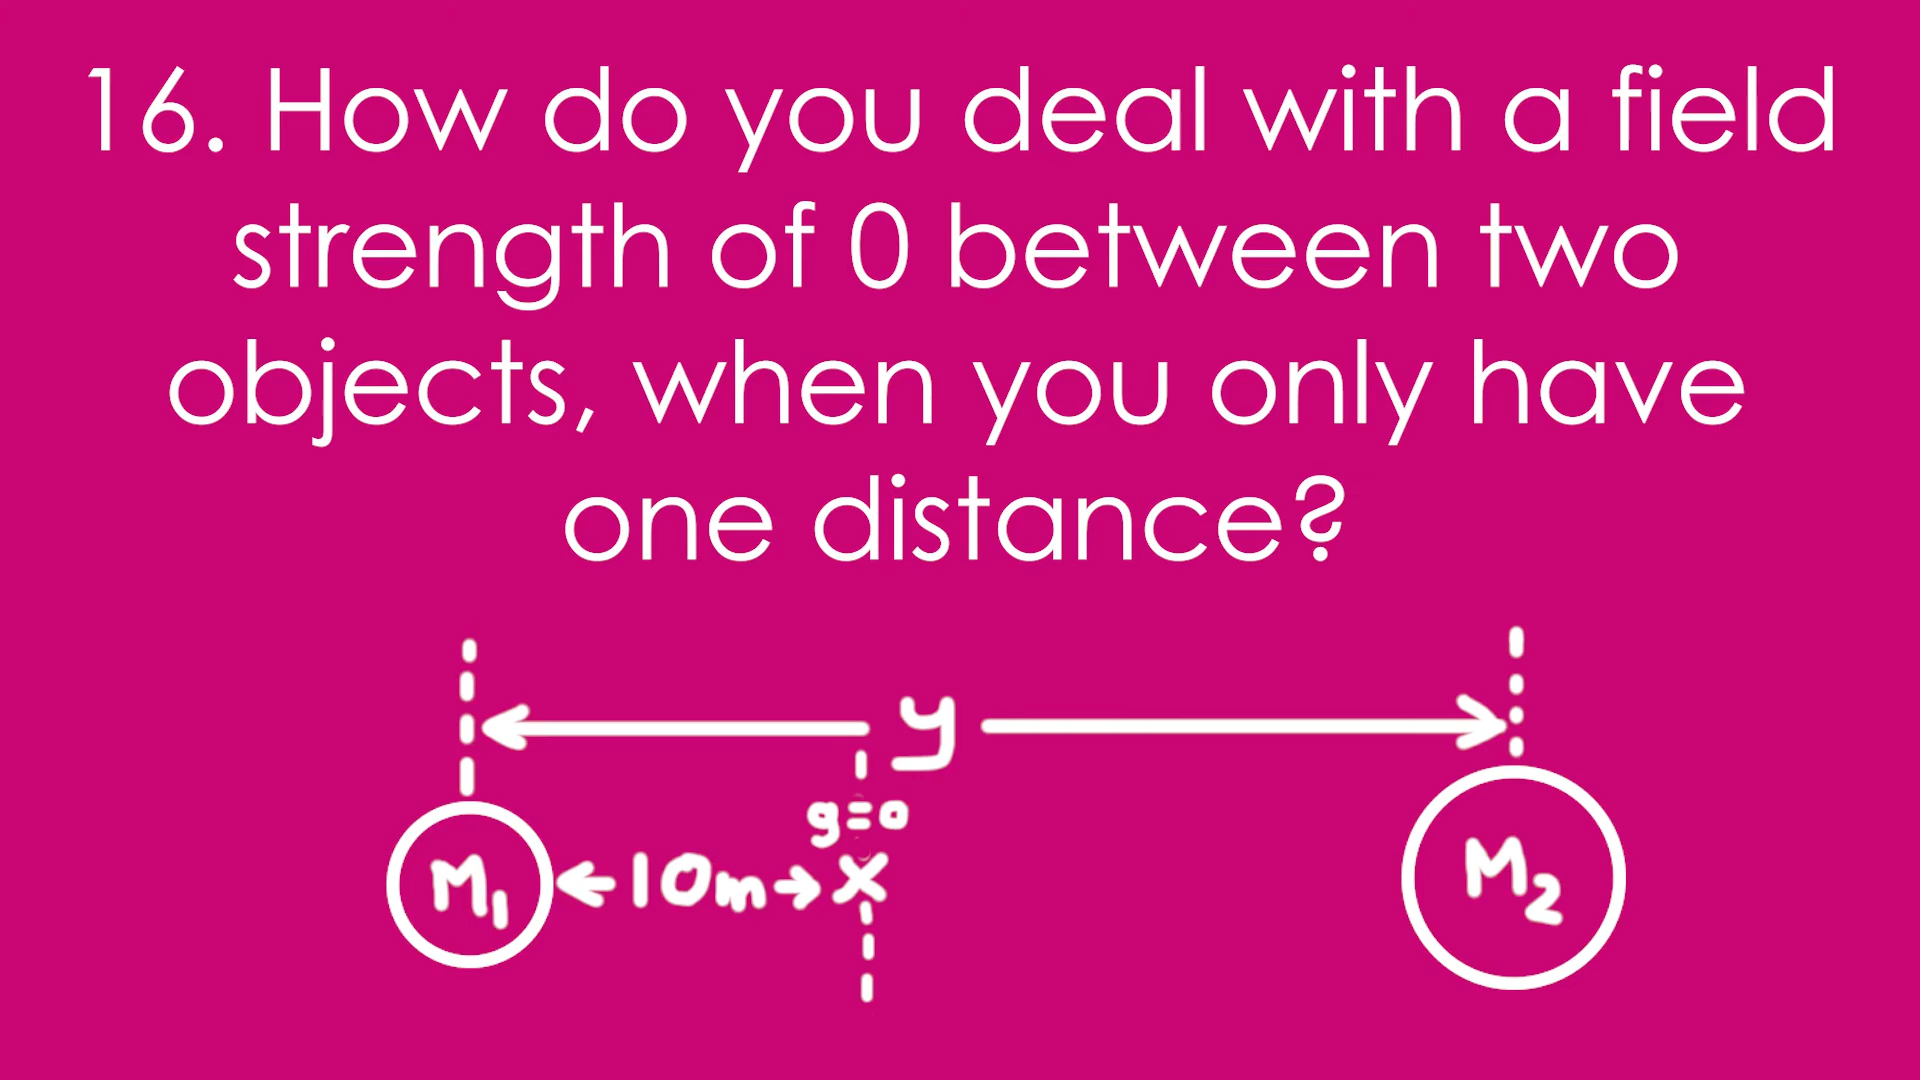 16. How do you deal with a field
strength of 0 between two
objects, when you only have
one distance?
y
g=0
M₁ ←10m→ x
M₂